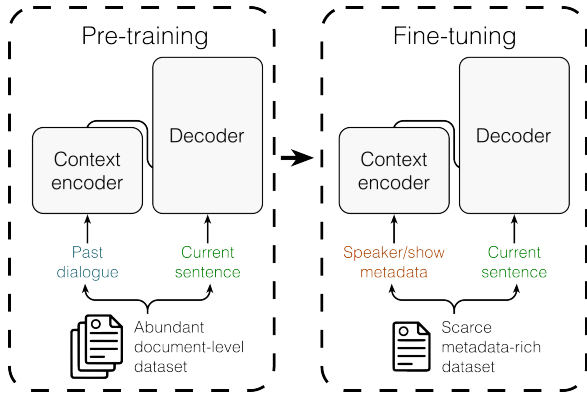 Pre-training
Decoder
Context
encoder
Past
dialogue
Current
sentence
Abundant
document-level
dataset
Fine-tuning
Decoder
Context
encoder
Speaker/show
metadata
Current
sentence
Scarce
metadata-rich
dataset